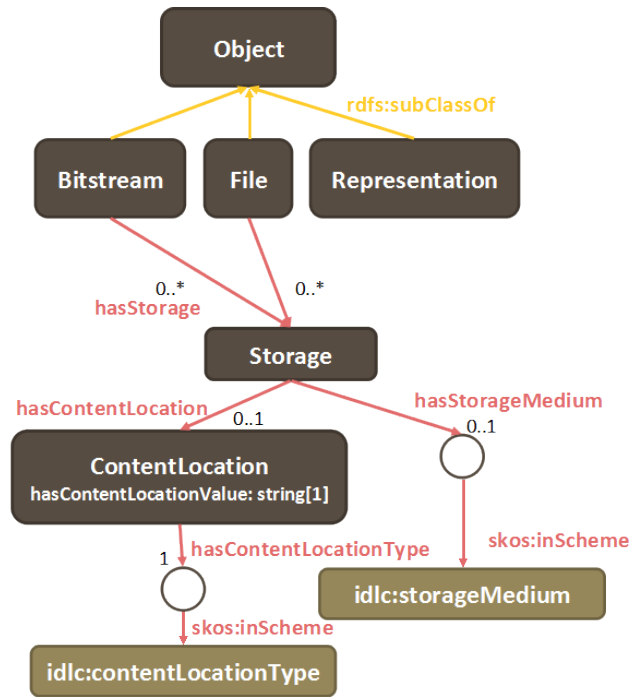 Object
rdfs:subClassOf
Bitstream
File
Representation
0..*
0..*
hasStorage
Storage
hasContentLocation
0..1
hasStorageMedium
0..1
ContentLocation
hasContentLocationValue: string[1]
hasContentLocationType
1
skos:inScheme
idlc:storageMedium
skos:inScheme
idlc:contentLocationType